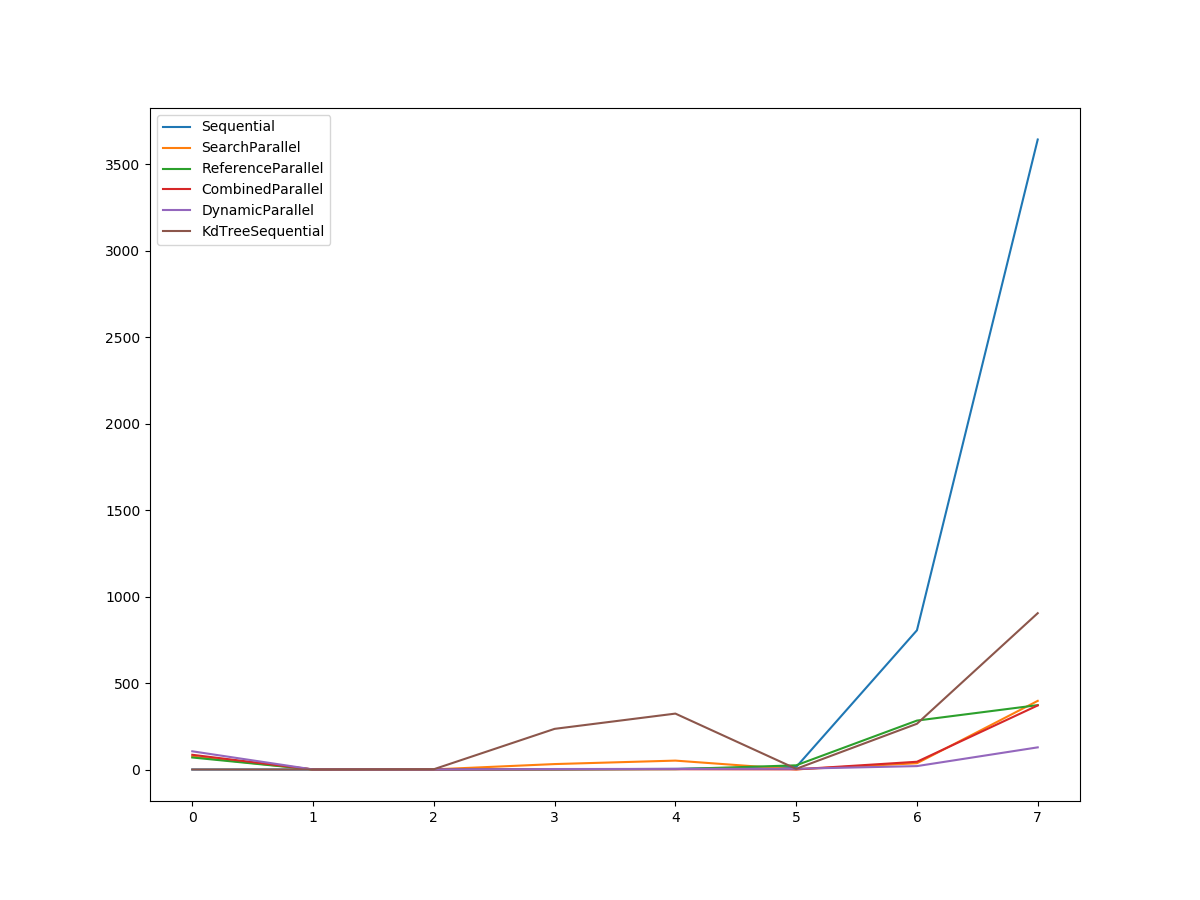 Sequential
SearchParallel
ReferenceParallel
CombinedParallel
DynamicParallel
KdTreeSequential
3500
3000
2500
2000
1500
1000
500
0
0 1 2 3 4 5 6 7